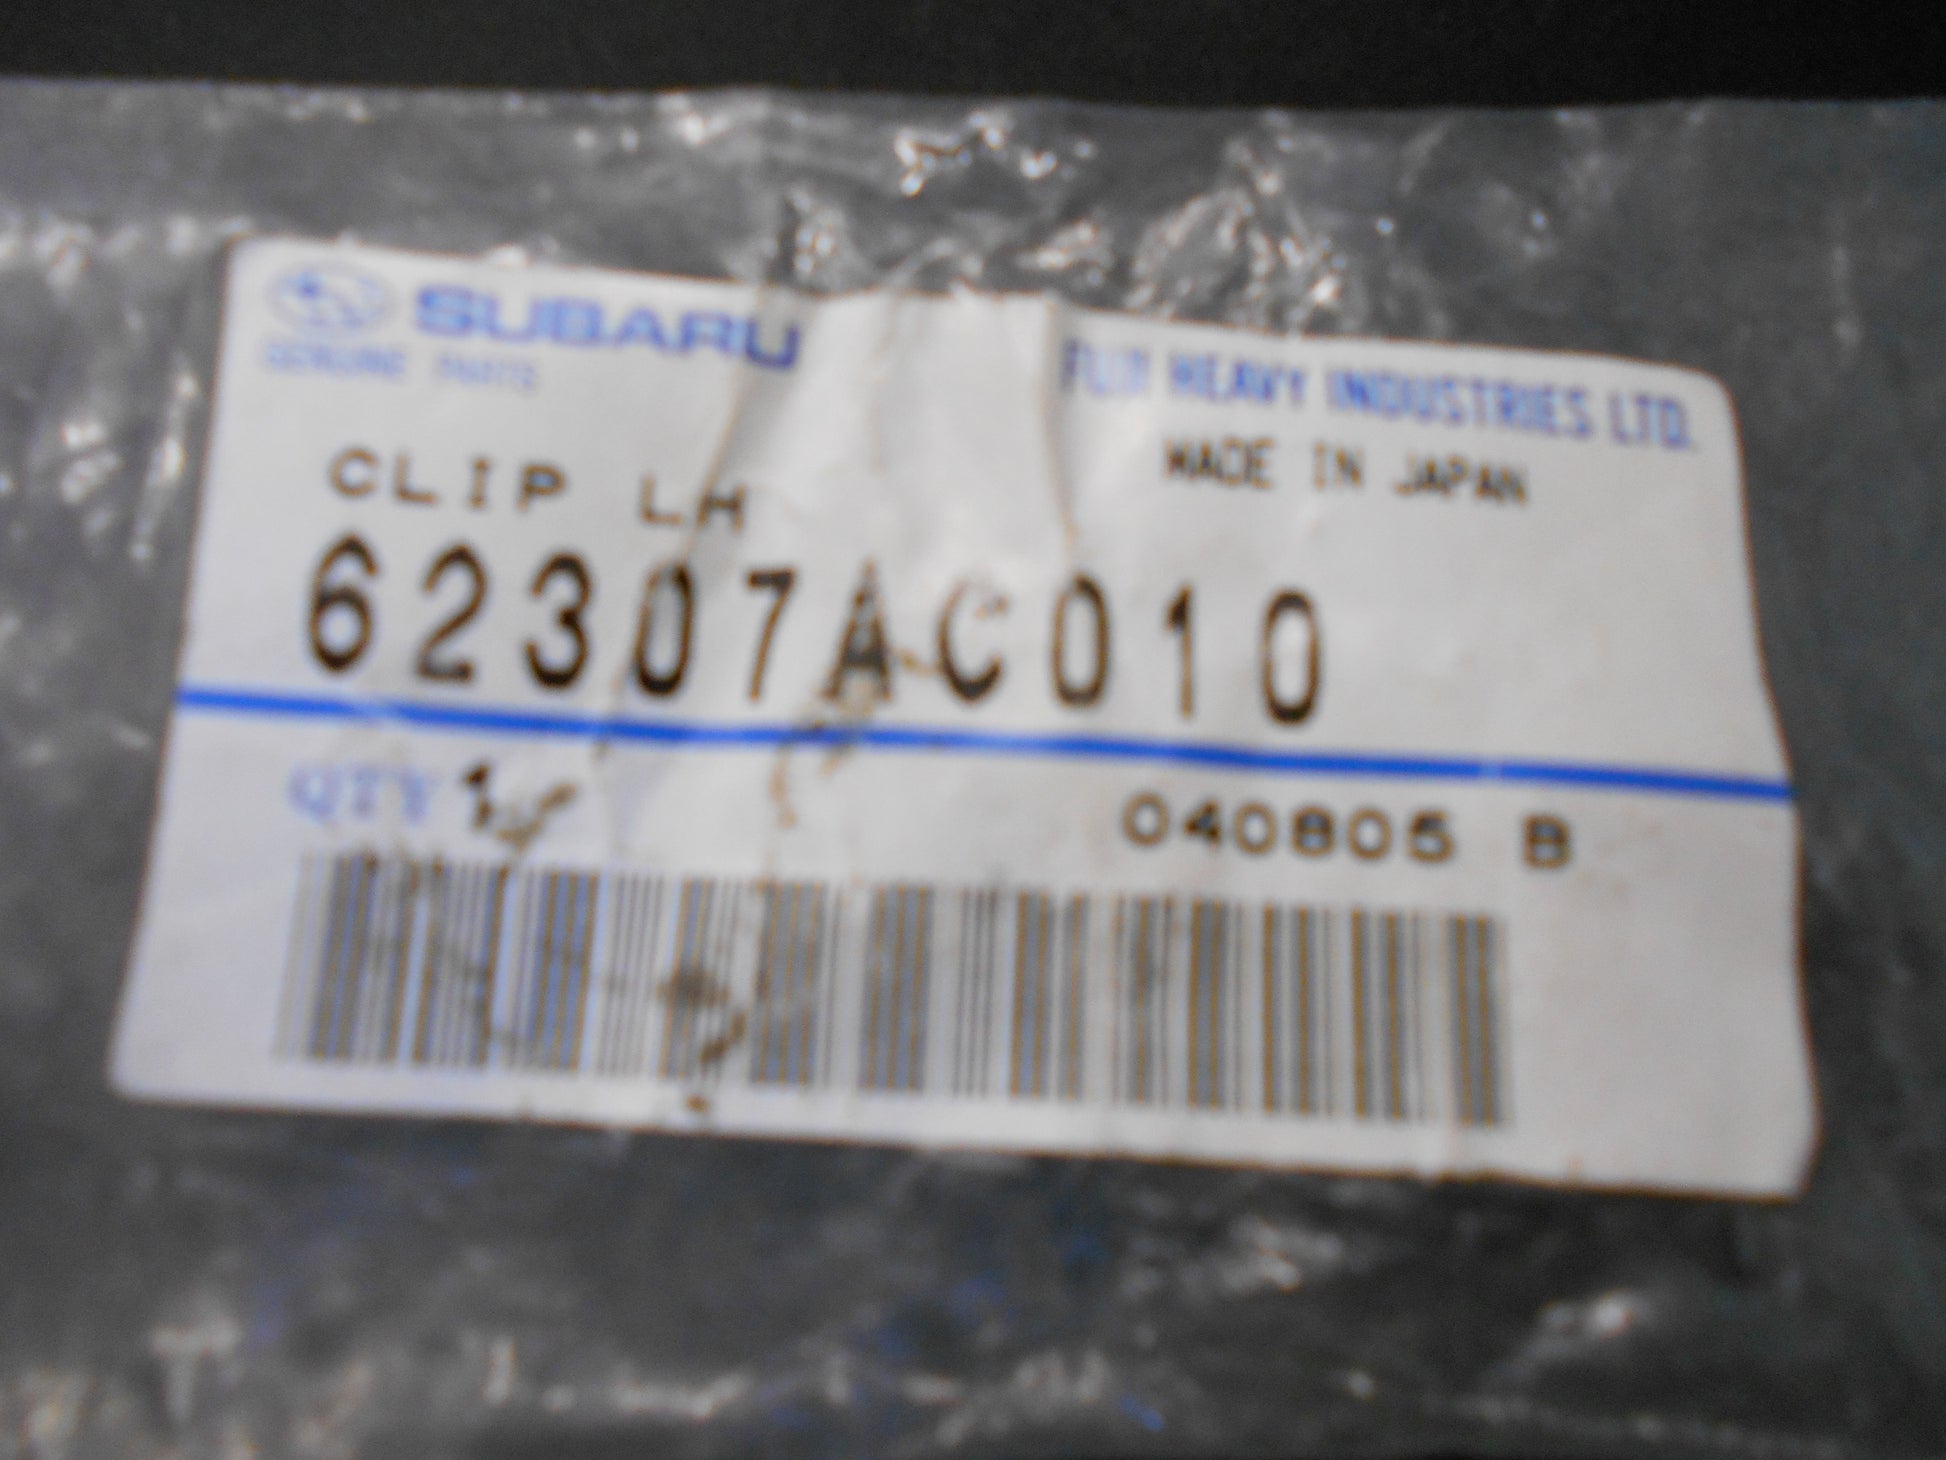 SUBARU
GENUINE PARTS
FUJI HEAVY INDUSTRIES LTD.
MADE IN JAPAN
CLIP LH
62307AC010
QTY 1
040805 B